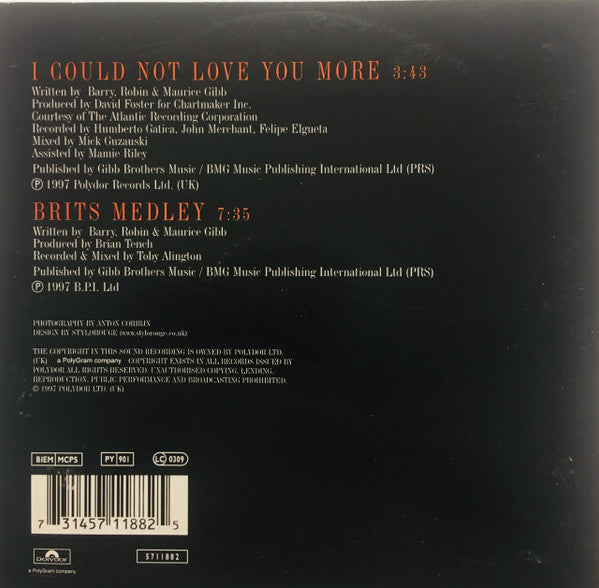 I COULD NOT LOVE YOU MORE 3:43
Written by Barry, Robin & Maurice Gibb
Produced by David Foster for Chartmaker Inc.
Courtesy of The Atlantic Recording Corporation
Recorded by Humberto Gatica, John Merchant, Felipe Elgueta
Mixed by Mick Guzauski
Assisted by Mamie Riley
Published by Gibb Brothers Music / BMG Music Publishing International Ltd (PRS)
Ⓟ 1997 Polydor Records Ltd. (UK)
BRITS MEDLEY 7:35
Written by Barry, Robin & Maurice Gibb
Produced by Brian Tench
Recorded & Mixed by Toby Alington
Published by Gibb Brothers Music / BMG Music Publishing International Ltd (PRS)
Ⓟ 1997 B.P.I. Ltd
PHOTOGRAPHY BY ANTON CORBIJN
DESIGN BY STYLOROUGE (www.stylorouge.co.uk)
THE COPYRIGHT IN THIS SOUND RECORDING IS OWNED BY POLYDOR LTD.
(UK) a PolyGram company COPYRIGHT EXISTS IN ALL RECORDS ISSUED BY
POLYDOR ALL RIGHTS RESERVED. UNAUTHORISED COPYING, LENDING,
REPRODUCTION, PUBLIC PERFORMANCE AND BROADCASTING PROHIBITED.
© 1997 POLYDOR LTD. (UK)
BIEM MCPS PY 901 LC 0309
7 31457 11882 5
Polydor
a PolyGram company
5711882